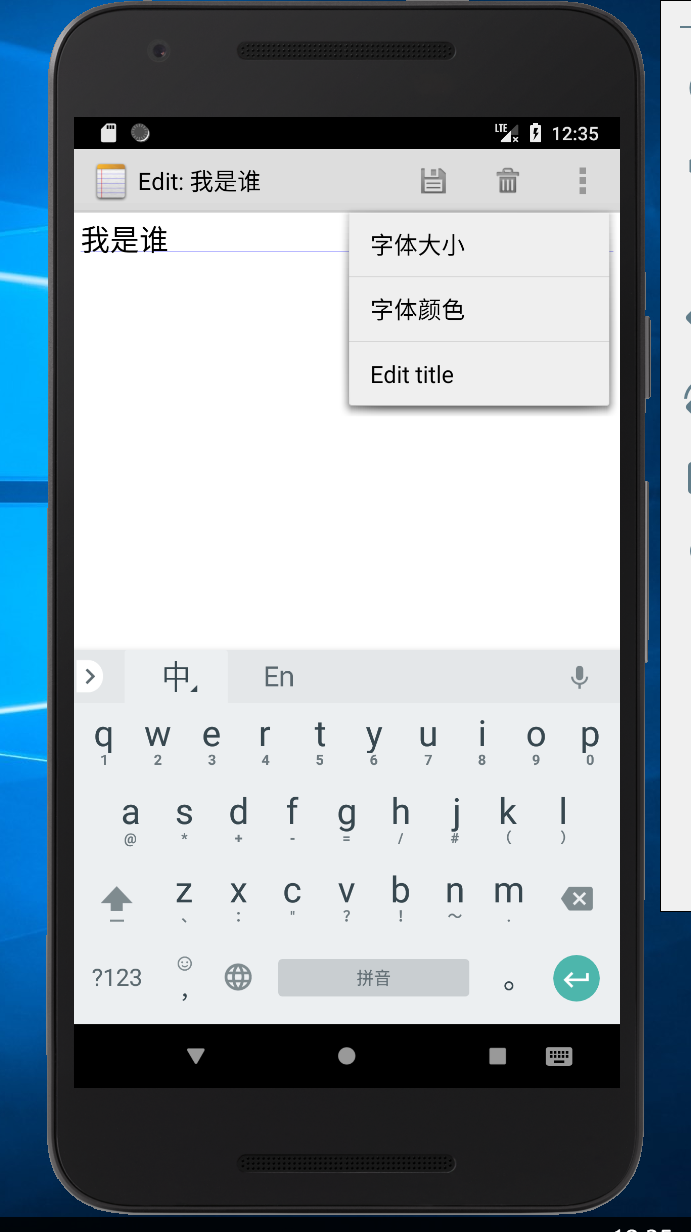 LTE 12:35
Edit: 我是谁
我是谁
字体大小
字体颜色
Edit title
中 En
q w e r t y u i o p
1 2 3 4 5 6 7 8 9 0
a s d f g h j k l
@ * + - = / # ( )
z x c v b n m
、 : " ? ! ～ .
?123 , 拼音 。